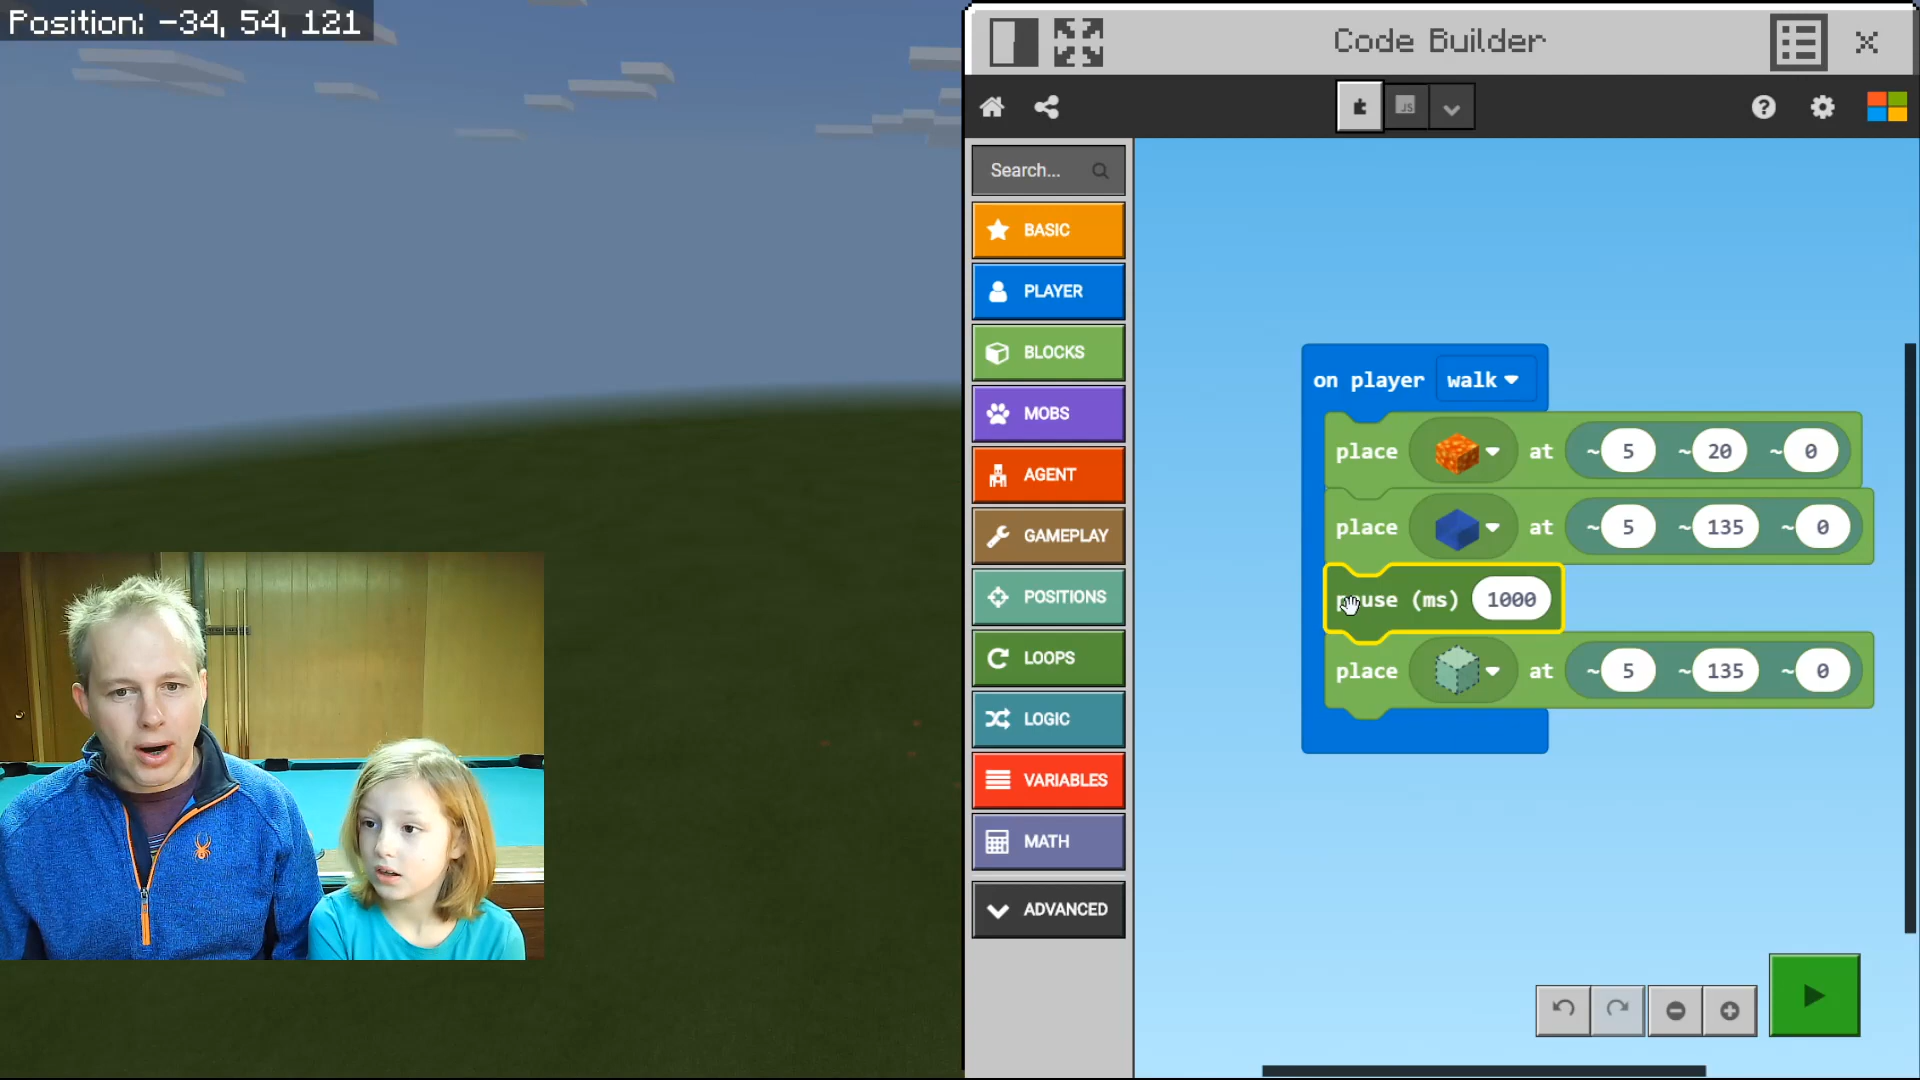 Position: -34, 54, 121
Code Builder
JS
Search...
BASIC
PLAYER
BLOCKS
MOBS
AGENT
GAMEPLAY
POSITIONS
LOOPS
LOGIC
VARIABLES
MATH
ADVANCED
on player walk
place at ~ 5 ~ 20 ~ 0
place at ~ 5 ~ 135 ~ 0
pause (ms) 1000
place at ~ 5 ~ 135 ~ 0